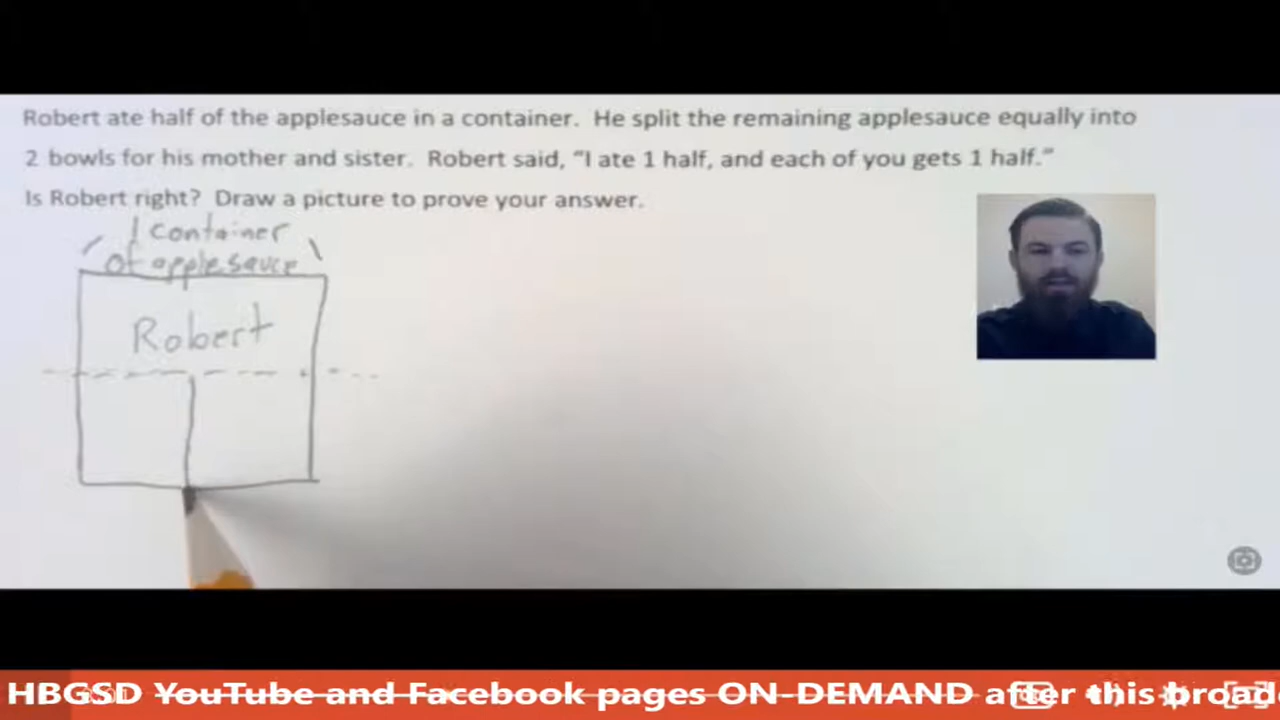 Robert ate half of the applesauce in a container. He split the remaining applesauce equally into
2 bowls for his mother and sister. Robert said, “I ate 1 half, and each of you gets 1 half.”
Is Robert right? Draw a picture to prove your answer.
1 container
of applesauce
Robert
HBGSD YouTube and Facebook pages ON-DEMAND after this broad